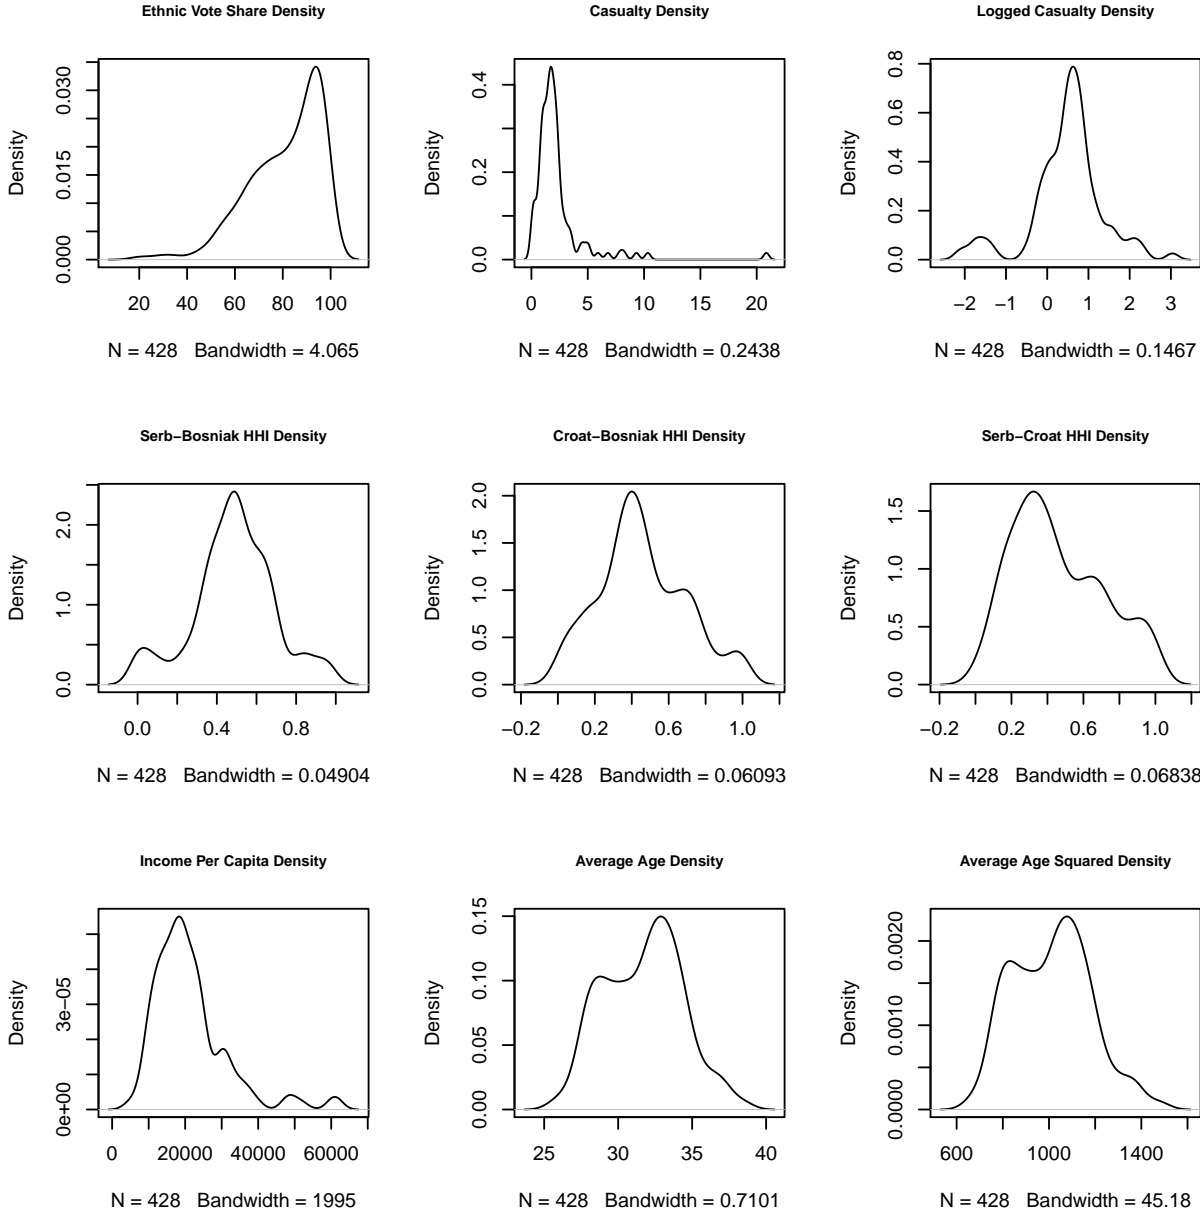 Ethnic Vote Share Density
Density
0.000 0.015 0.030
20 40 60 80 100
N = 428 Bandwidth = 4.065
Casualty Density
Density
0.0 0.2 0.4
0 5 10 15 20
N = 428 Bandwidth = 0.2438
Logged Casualty Density
Density
0.0 0.2 0.4 0.6 0.8
−2 −1 0 1 2 3
N = 428 Bandwidth = 0.1467
Serb−Bosniak HHI Density
Density
0.0 1.0 2.0
0.0 0.4 0.8
N = 428 Bandwidth = 0.04904
Croat−Bosniak HHI Density
Density
0.0 0.5 1.0 1.5 2.0
−0.2 0.2 0.6 1.0
N = 428 Bandwidth = 0.06093
Serb−Croat HHI Density
Density
0.0 0.5 1.0 1.5
−0.2 0.2 0.6 1.0
N = 428 Bandwidth = 0.06838
Income Per Capita Density
Density
0e+00 3e−05
0 20000 40000 60000
N = 428 Bandwidth = 1995
Average Age Density
Density
0.00 0.05 0.10 0.15
25 30 35 40
N = 428 Bandwidth = 0.7101
Average Age Squared Density
Density
0.0000 0.0010 0.0020
600 1000 1400
N = 428 Bandwidth = 45.18